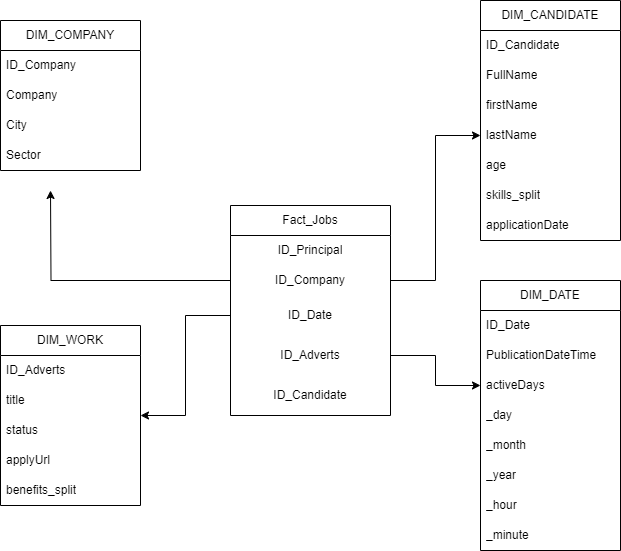 DIM_COMPANY
ID_Company
Company
City
Sector
DIM_CANDIDATE
ID_Candidate
FullName
firstName
lastName
age
skills_split
applicationDate
Fact_Jobs
ID_Principal
ID_Company
ID_Date
ID_Adverts
ID_Candidate
DIM_WORK
ID_Adverts
title
status
applyUrl
benefits_split
DIM_DATE
ID_Date
PublicationDateTime
activeDays
_day
_month
_year
_hour
_minute